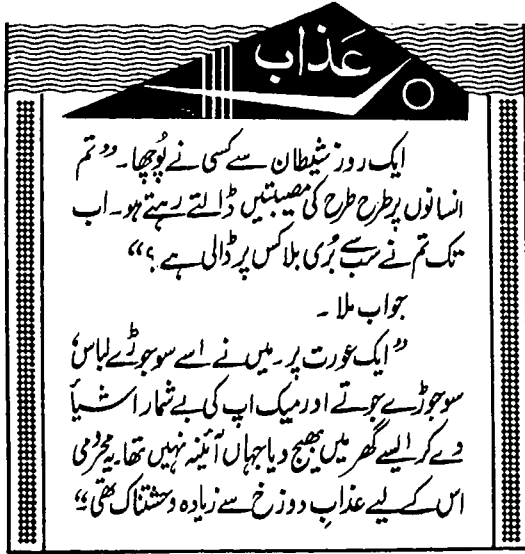 عَذاب
ایک روز شیطان سے کسی نے پُوچھا۔ ”تم
انسانوں پر طرح طرح کی مصیبتیں ڈالتے رہتے ہو۔ اب
تک تم نے سب سے بُری بلا کس پر ڈالی ہے ؟“
جواب ملا ۔
”ایک عورت پر۔ میں نے اسے سو جوڑے لباس،
سو جوڑے جوتے اور میک اپ کی بے شمار اشیأ
دے کر ایسے گھر میں بھیج دیا جہاں آئینہ نہیں تھا۔ یہ محرومی
اس کے لیے عذابِ دوزخ سے زیادہ وحشتناک تھی۔“